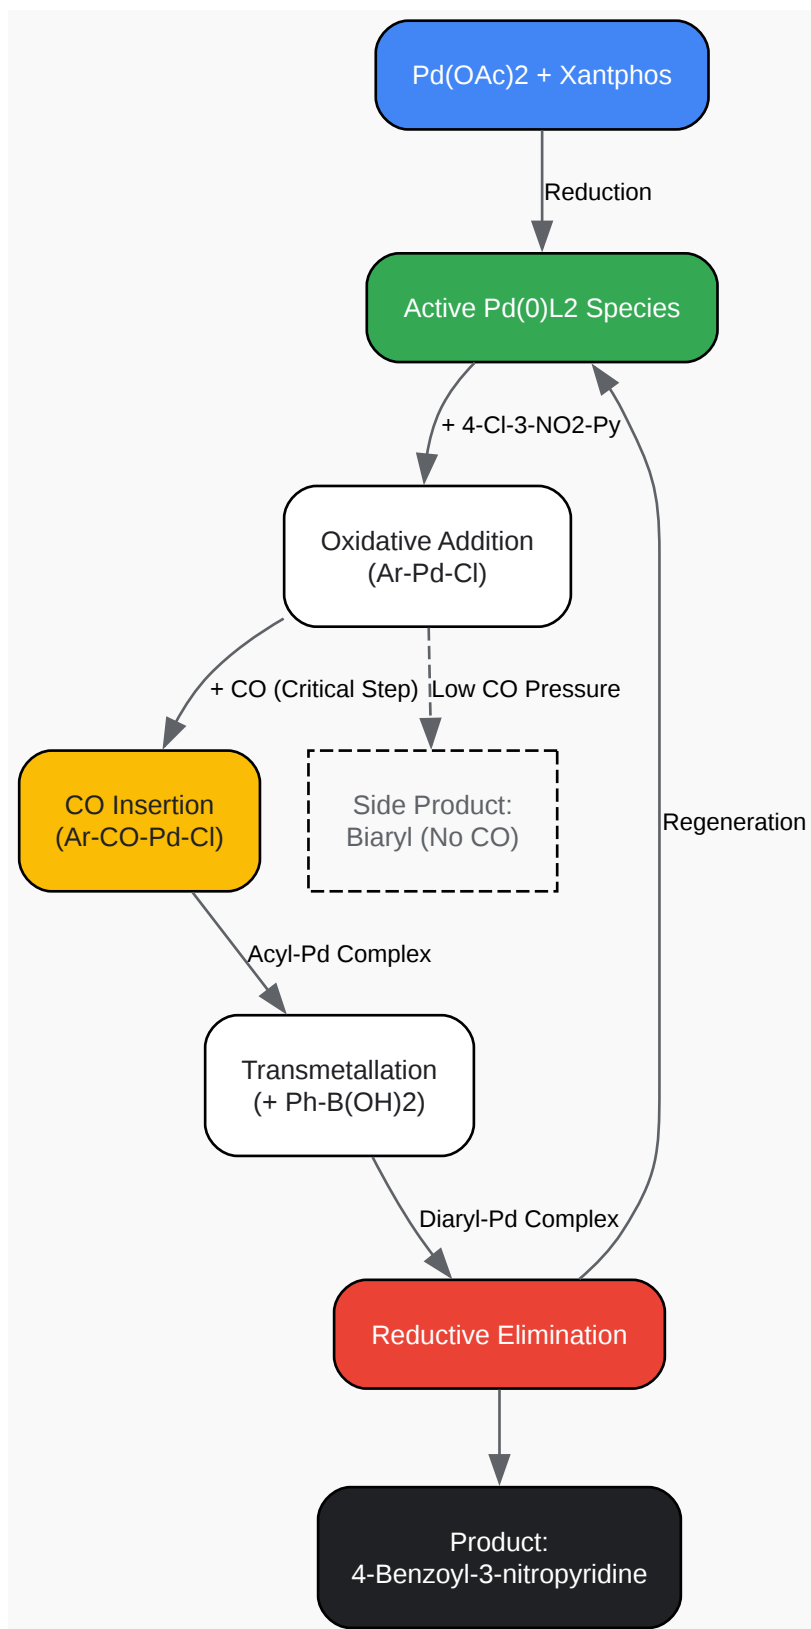 Pd(OAc)2 + Xantphos
Reduction
Active Pd(0)L2 Species
+ 4-Cl-3-NO2-Py
Oxidative Addition
(Ar-Pd-Cl)
+ CO (Critical Step)
Low CO Pressure
CO Insertion
(Ar-CO-Pd-Cl)
Side Product:
Biaryl (No CO)
Regeneration
Acyl-Pd Complex
Transmetallation
(+ Ph-B(OH)2)
Diaryl-Pd Complex
Reductive Elimination
Product:
4-Benzoyl-3-nitropyridine